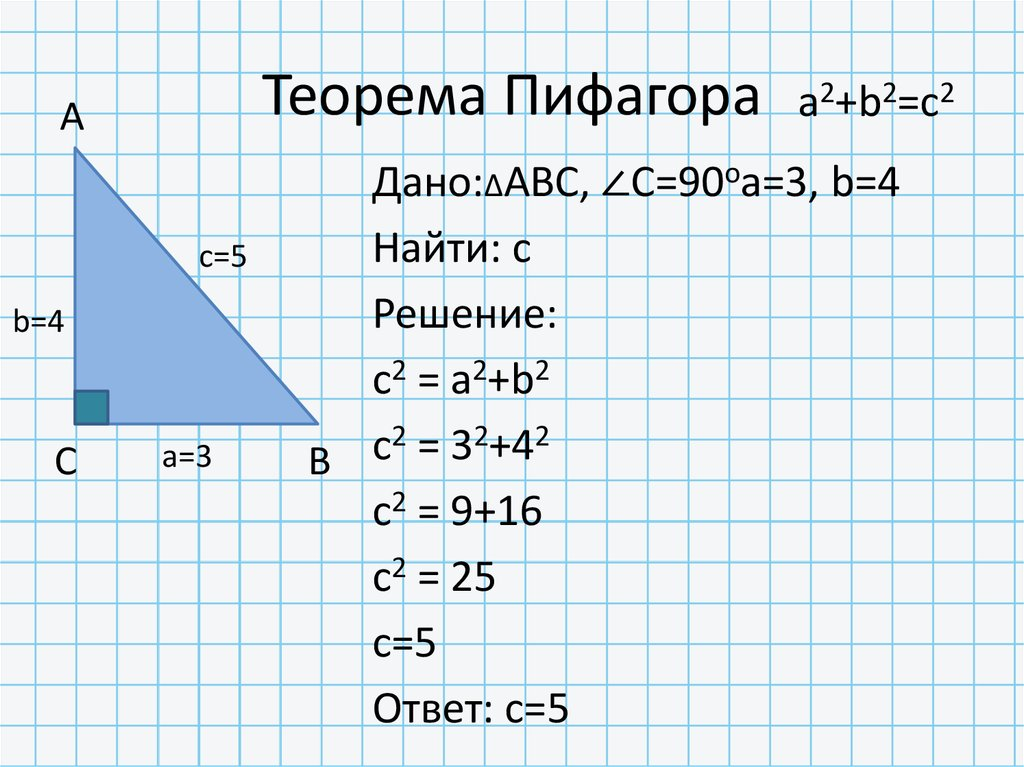 Теорема Пифагора a²+b²=c²
A
Дано:∆ABC, ∠C=90ᵒa=3, b=4
c=5
Найти: c
b=4
Решение:
c² = a²+b²
C a=3 B
c² = 3²+4²
c² = 9+16
c² = 25
c=5
Ответ: c=5